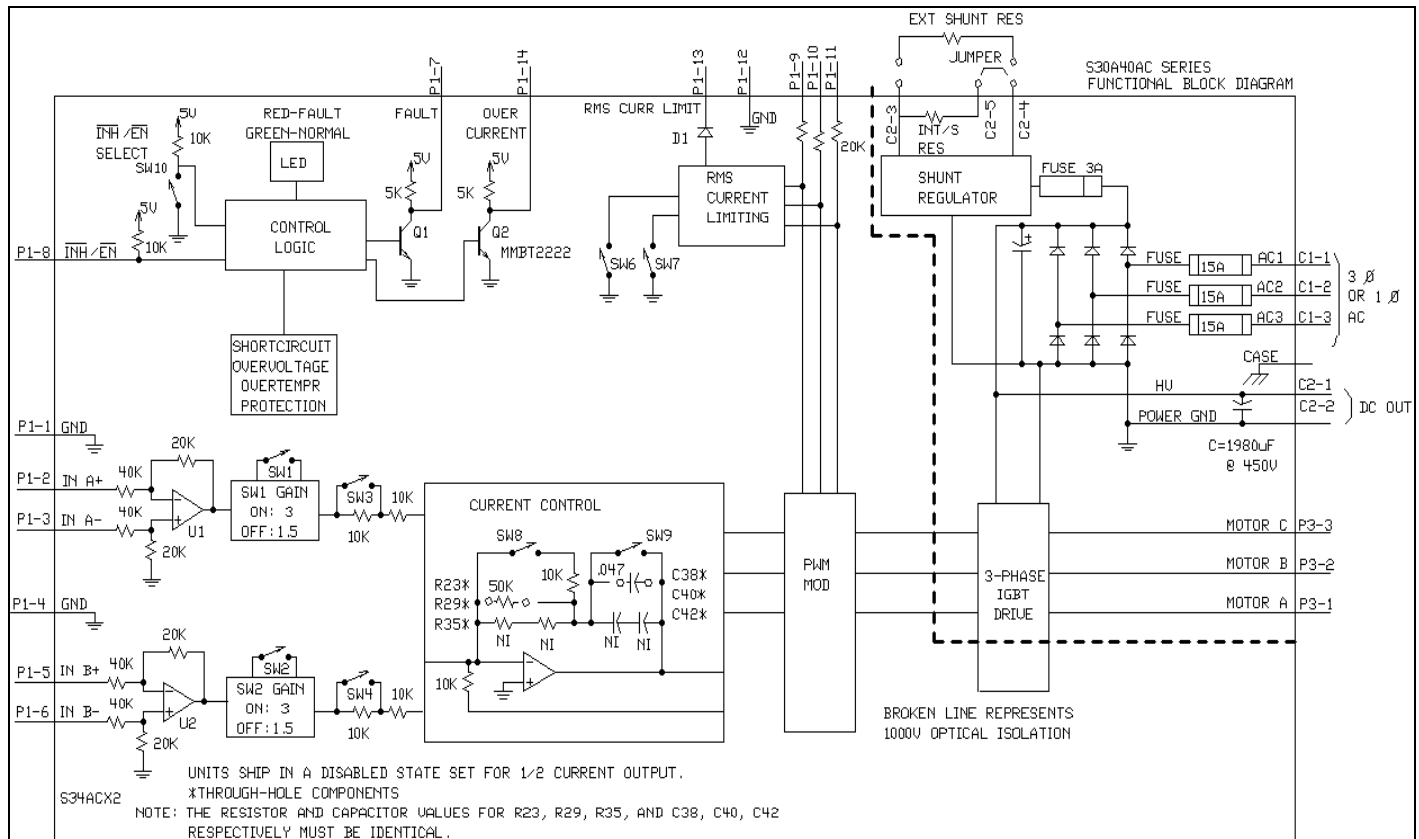 EXT SHUNT RES
JUMPER
S30A40AC SERIES
FUNCTIONAL BLOCK DIAGRAM
P1-7
P1-14
P1-13
P1-12
P1-9
P1-10
P1-11
C2-3
C2-5
C2-4
INT/S
RES
5V
INH/EN
SELECT
10K
SW10
RED-FAULT
GREEN-NORMAL
LED
FAULT
OVER
CURRENT
RMS CURR LIMIT
GND
D1
20K
5V
5K
5V
5K
RMS
CURRENT
LIMITING
SHUNT
REGULATOR
FUSE 3A
5V
10K
CONTROL
LOGIC
Q1
Q2
MMBT2222
SW6
SW7
P1-8 INH/EN
+
FUSE 15A AC1 C1-1
FUSE 15A AC2 C1-2
FUSE 15A AC3 C1-3
3 Ø
OR 1 Ø
AC
SHORTCIRCUIT
OVERVOLTAGE
OVERTEMPR
PROTECTION
CASE
HV C2-1
POWER GND C2-2
DC OUT
C=1980uF
@ 450V
P1-1 GND
20K
P1-2 IN A+ 40K
P1-3 IN A- 40K
- +
U1
20K
SW1
SW1 GAIN
ON: 3
OFF:1.5
SW3
10K
10K
CURRENT CONTROL
SW8
SW9
10K
R23*
R29*
R35*
50K
NI NI
.047
NI NI
C38*
C40*
C42*
- +
10K
PWM
MOD
3-PHASE
IGBT
DRIVE
MOTOR C P3-3
MOTOR B P3-2
MOTOR A P3-1
P1-4 GND
20K
P1-5 IN B+ 40K
P1-6 IN B- 40K
- +
U2
20K
SW2
SW2 GAIN
ON: 3
OFF:1.5
SW4
10K
10K
BROKEN LINE REPRESENTS
1000V OPTICAL ISOLATION
UNITS SHIP IN A DISABLED STATE SET FOR 1/2 CURRENT OUTPUT.
*THROUGH-HOLE COMPONENTS
S34ACX2
NOTE: THE RESISTOR AND CAPACITOR VALUES FOR R23, R29, R35, AND C38, C40, C42
RESPECTIVELY MUST BE IDENTICAL.